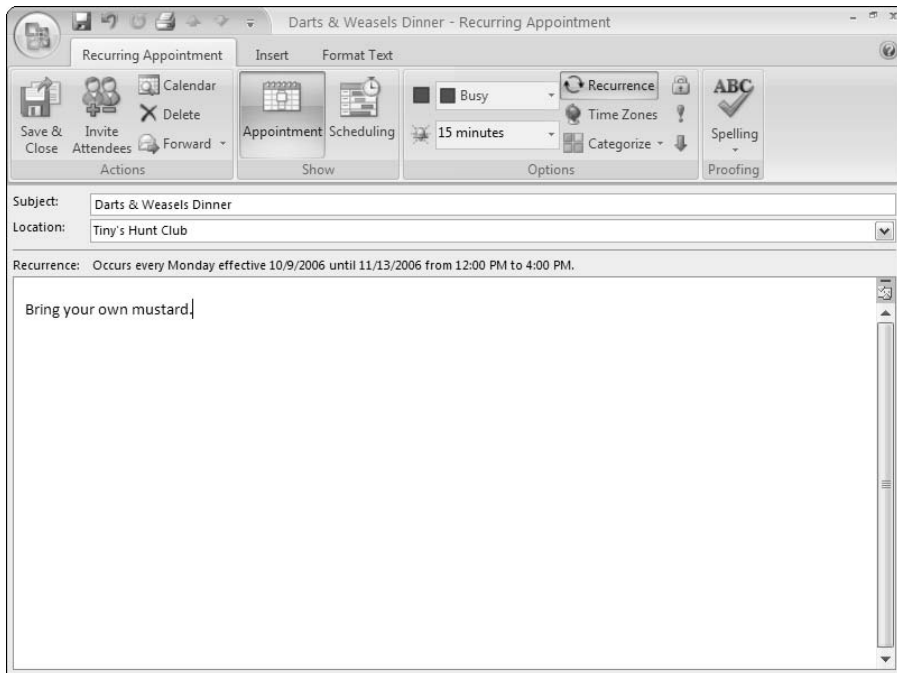 Darts & Weasels Dinner - Recurring Appointment
Recurring Appointment Insert Format Text
Save & Close
Invite Attendees
Calendar
Delete
Forward
Actions
Appointment
Scheduling
Show
Busy
15 minutes
Recurrence
Time Zones
Categorize
Options
ABC
Spelling
Proofing
Subject: Darts & Weasels Dinner
Location: Tiny's Hunt Club
Recurrence: Occurs every Monday effective 10/9/2006 until 11/13/2006 from 12:00 PM to 4:00 PM.
Bring your own mustard.